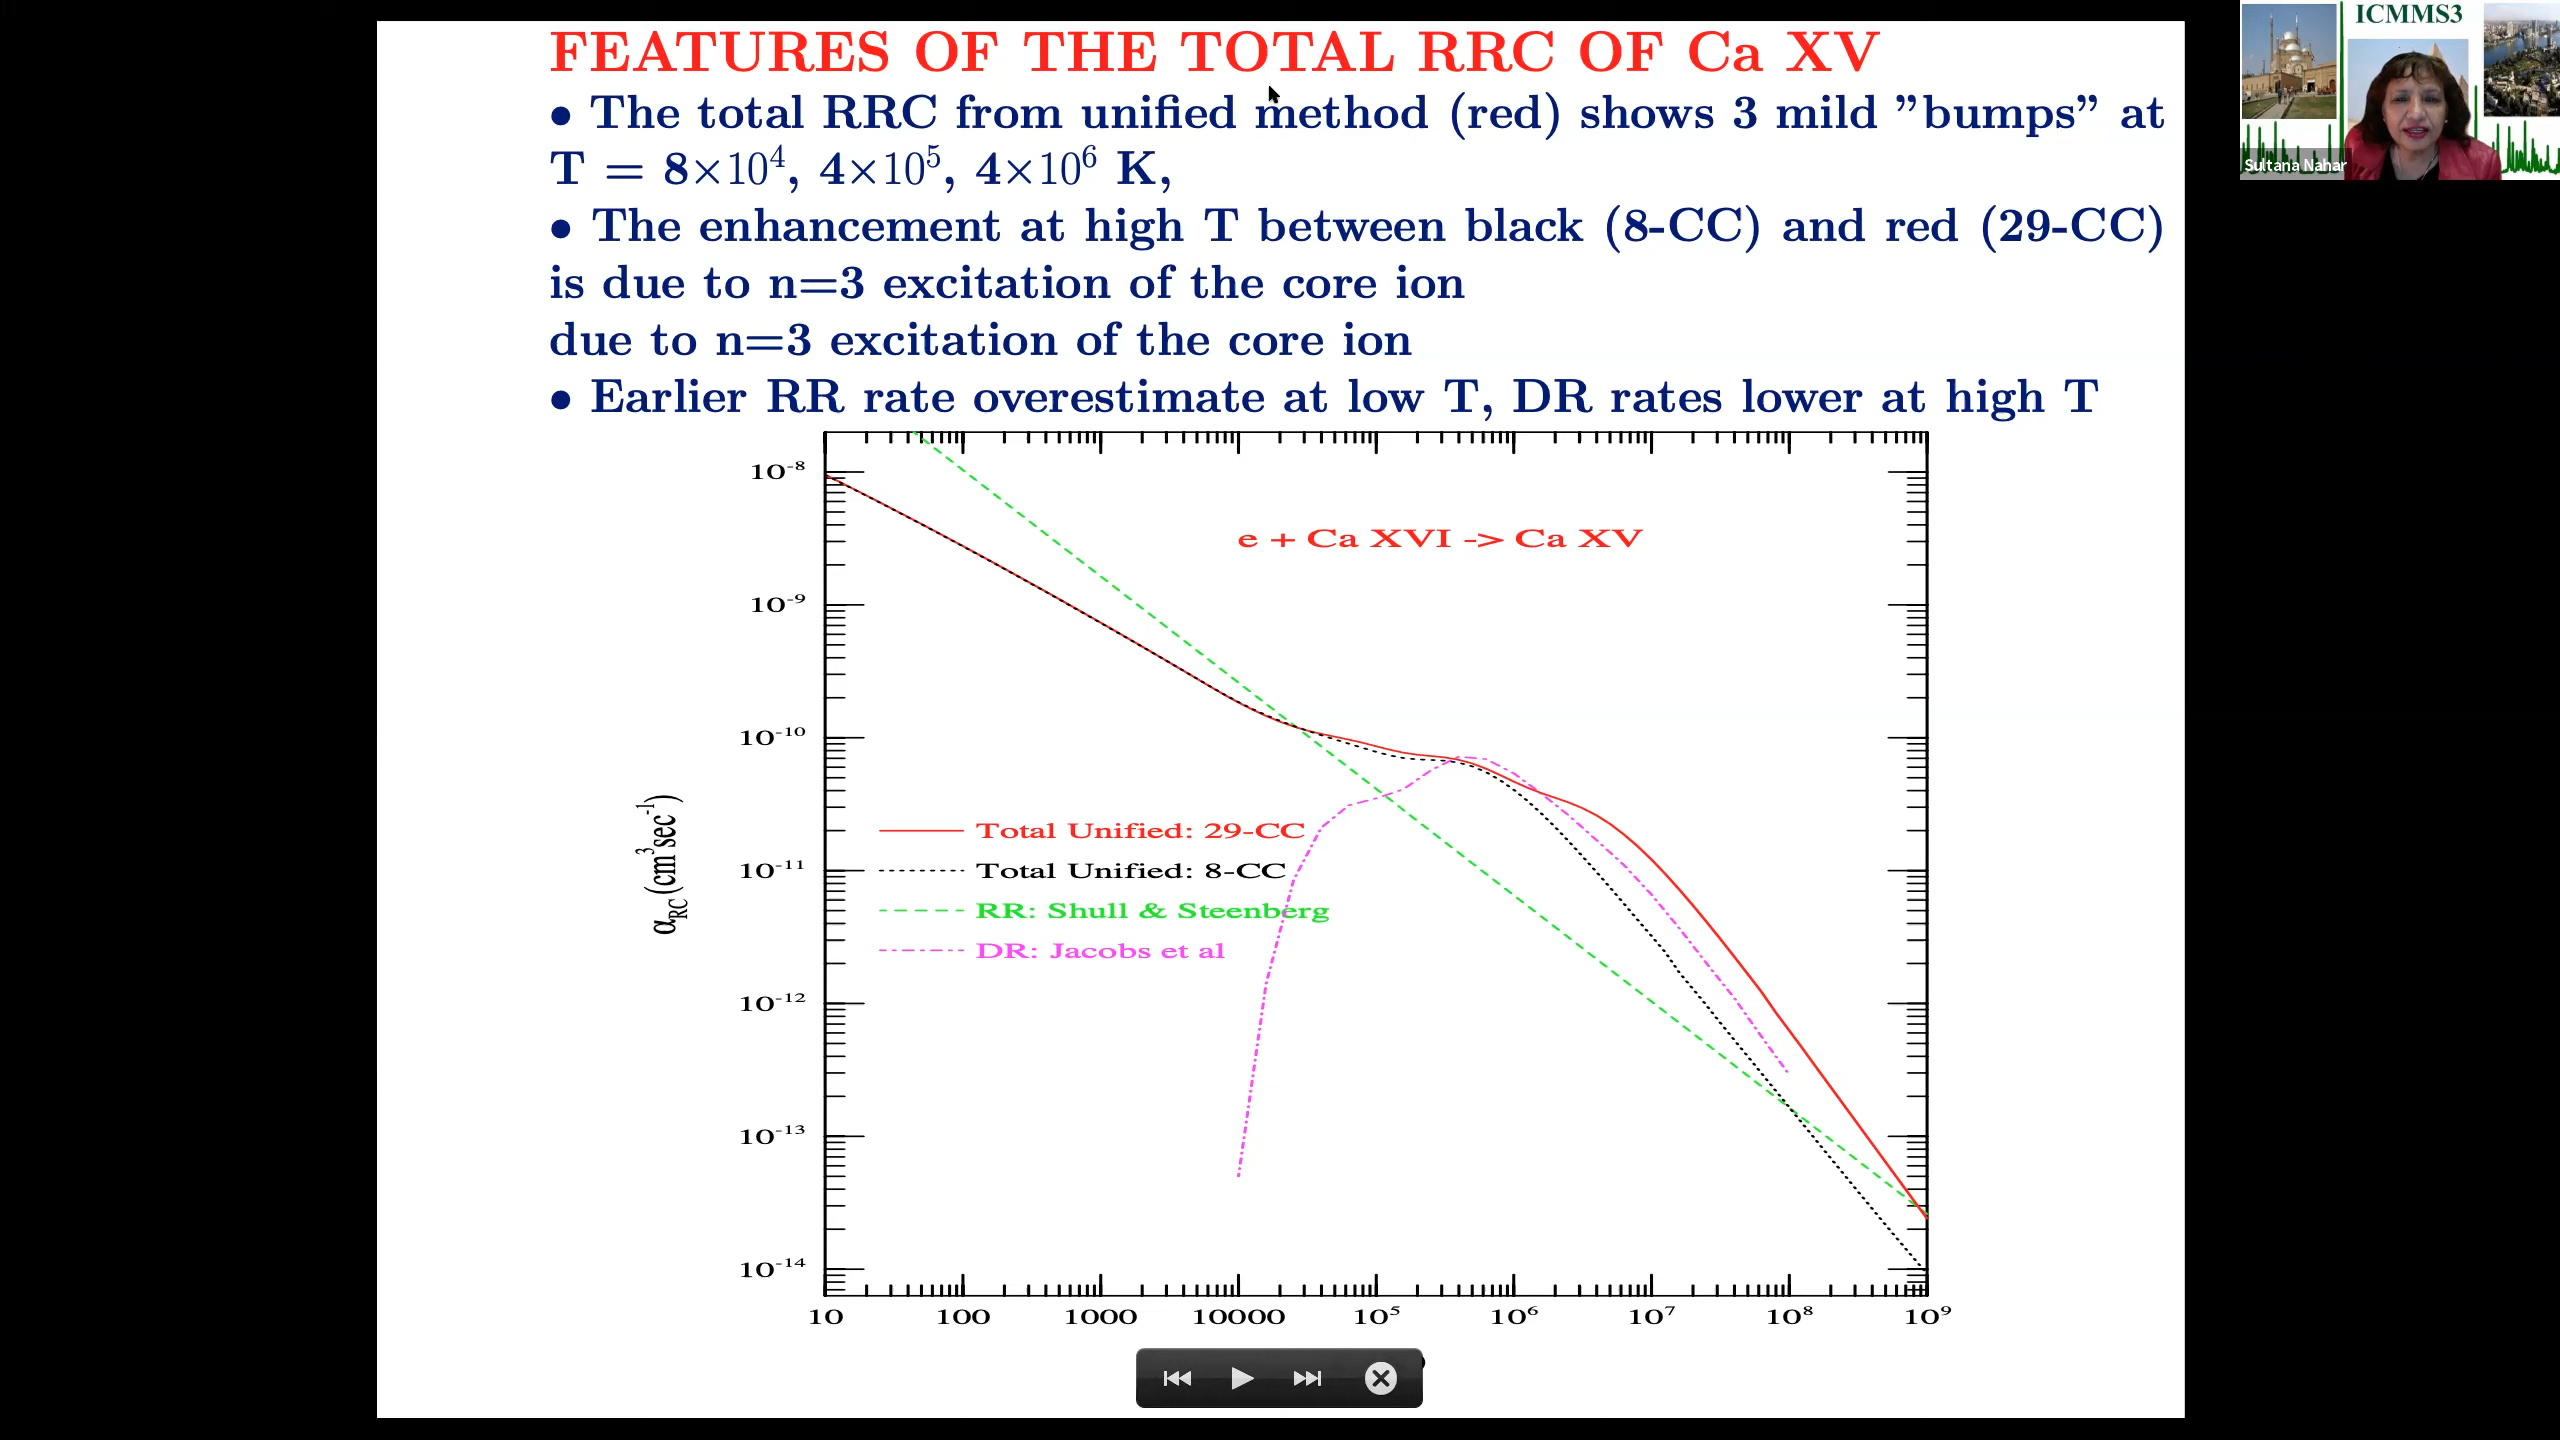 FEATURES OF THE TOTAL RRC OF Ca XV
• The total RRC from unified method (red) shows 3 mild ”bumps” at
T = 8×10⁴, 4×10⁵, 4×10⁶ K,
• The enhancement at high T between black (8-CC) and red (29-CC)
is due to n=3 excitation of the core ion
due to n=3 excitation of the core ion
• Earlier RR rate overestimate at low T, DR rates lower at high T
e + Ca XVI -> Ca XV
10⁻⁸
10⁻⁹
10⁻¹⁰
10⁻¹¹
10⁻¹²
10⁻¹³
10⁻¹⁴
α_RC (cm³sec⁻¹)
Total Unified: 29-CC
Total Unified: 8-CC
RR: Shull & Steenberg
DR: Jacobs et al
10 100 1000 10000 10⁵ 10⁶ 10⁷ 10⁸ 10⁹
ICMMS3
Sultana Nahar